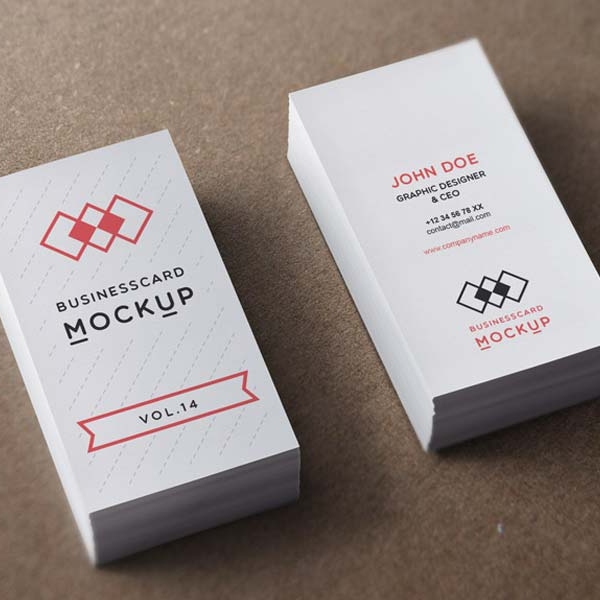 BUSINESSCARD
MOCKUP
VOL.14
JOHN DOE
GRAPHIC DESIGNER
& CEO
+12 34 56 78 XX
contact@mail.com
www.companyname.com
BUSINESSCARD
MOCKUP